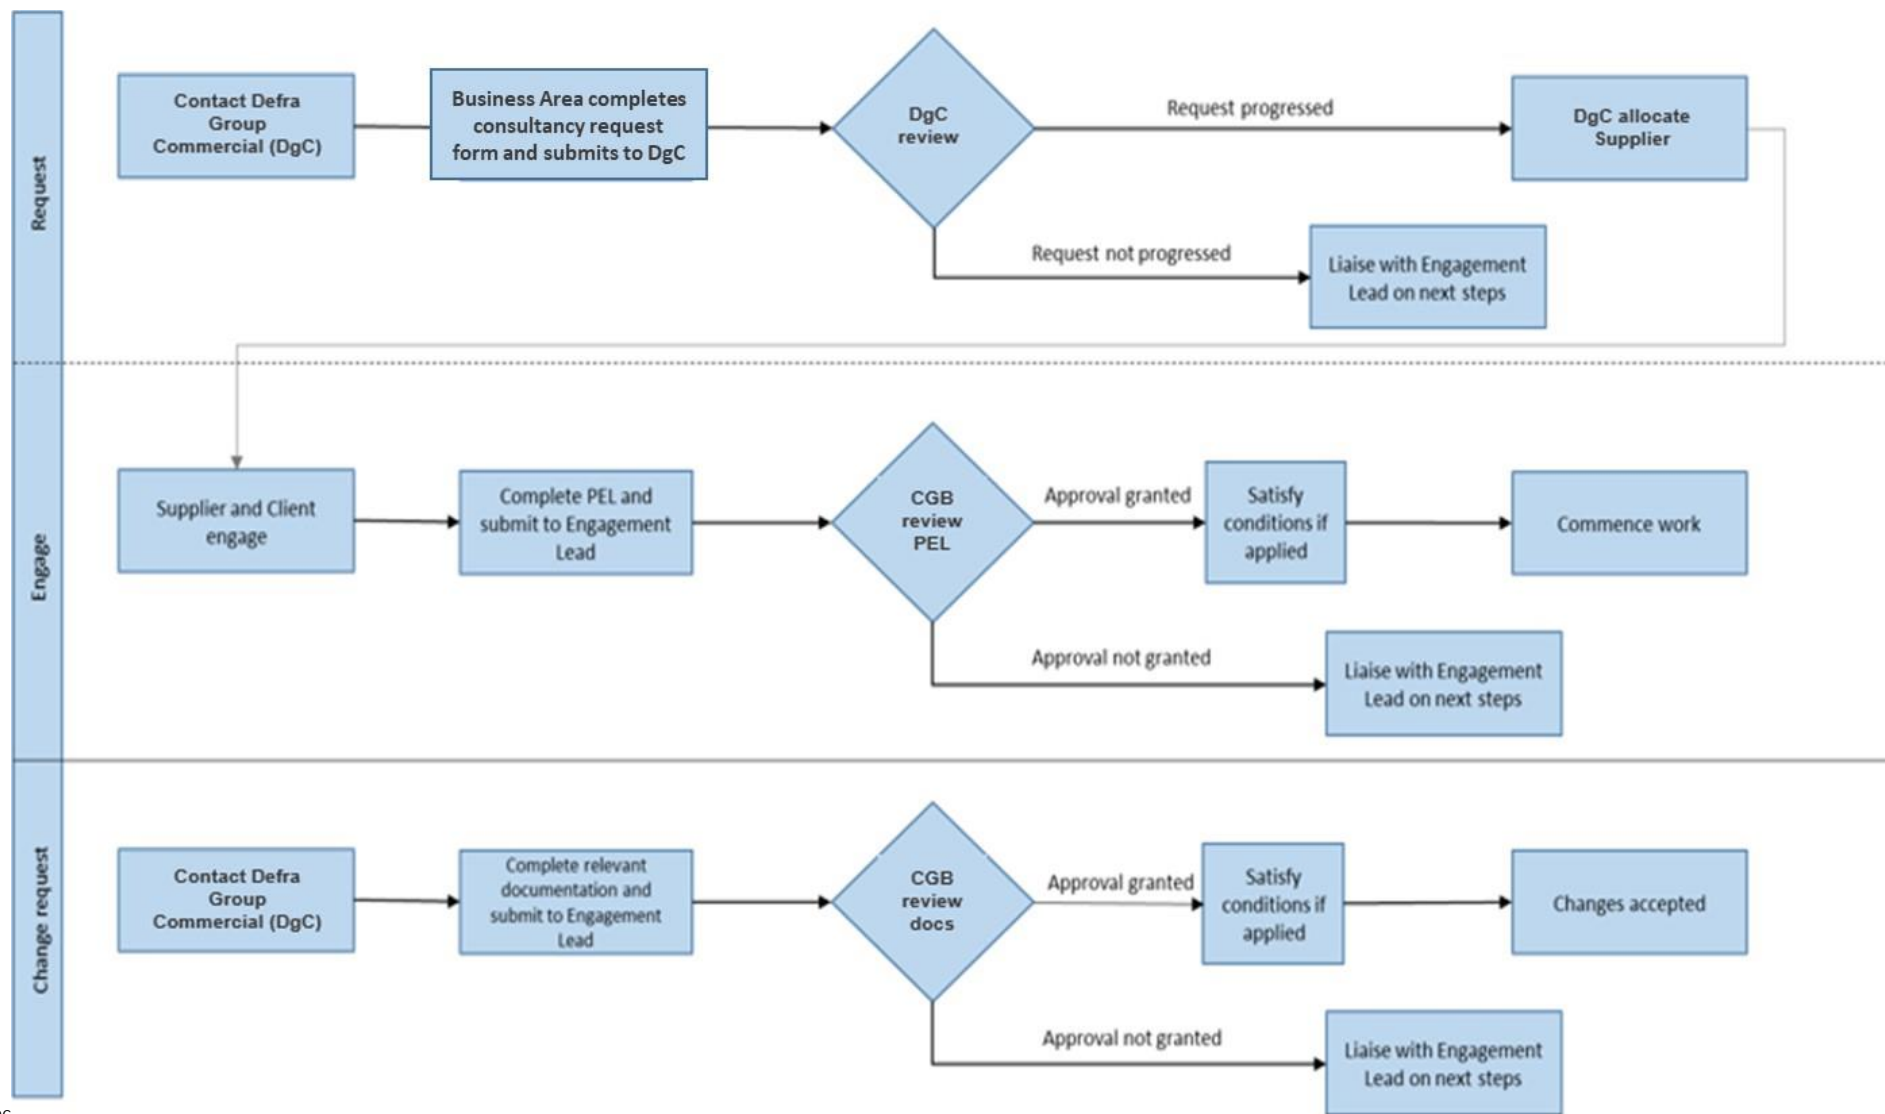 Request
Contact Defra
Group
Commercial (DgC)
Business Area completes
consultancy request
form and submits to DgC
DgC
review
Request progressed
DgC allocate
Supplier
Request not progressed
Liaise with Engagement
Lead on next steps
Engage
Supplier and Client
engage
Complete PEL and
submit to Engagement
Lead
CGB
review
PEL
Approval granted
Satisfy
conditions if
applied
Commence work
Approval not granted
Liaise with Engagement
Lead on next steps
Change request
Contact Defra
Group
Commercial (DgC)
Complete relevant
documentation and
submit to Engagement
Lead
CGB
review
docs
Approval granted
Satisfy
conditions if
applied
Changes accepted
Approval not granted
Liaise with Engagement
Lead on next steps